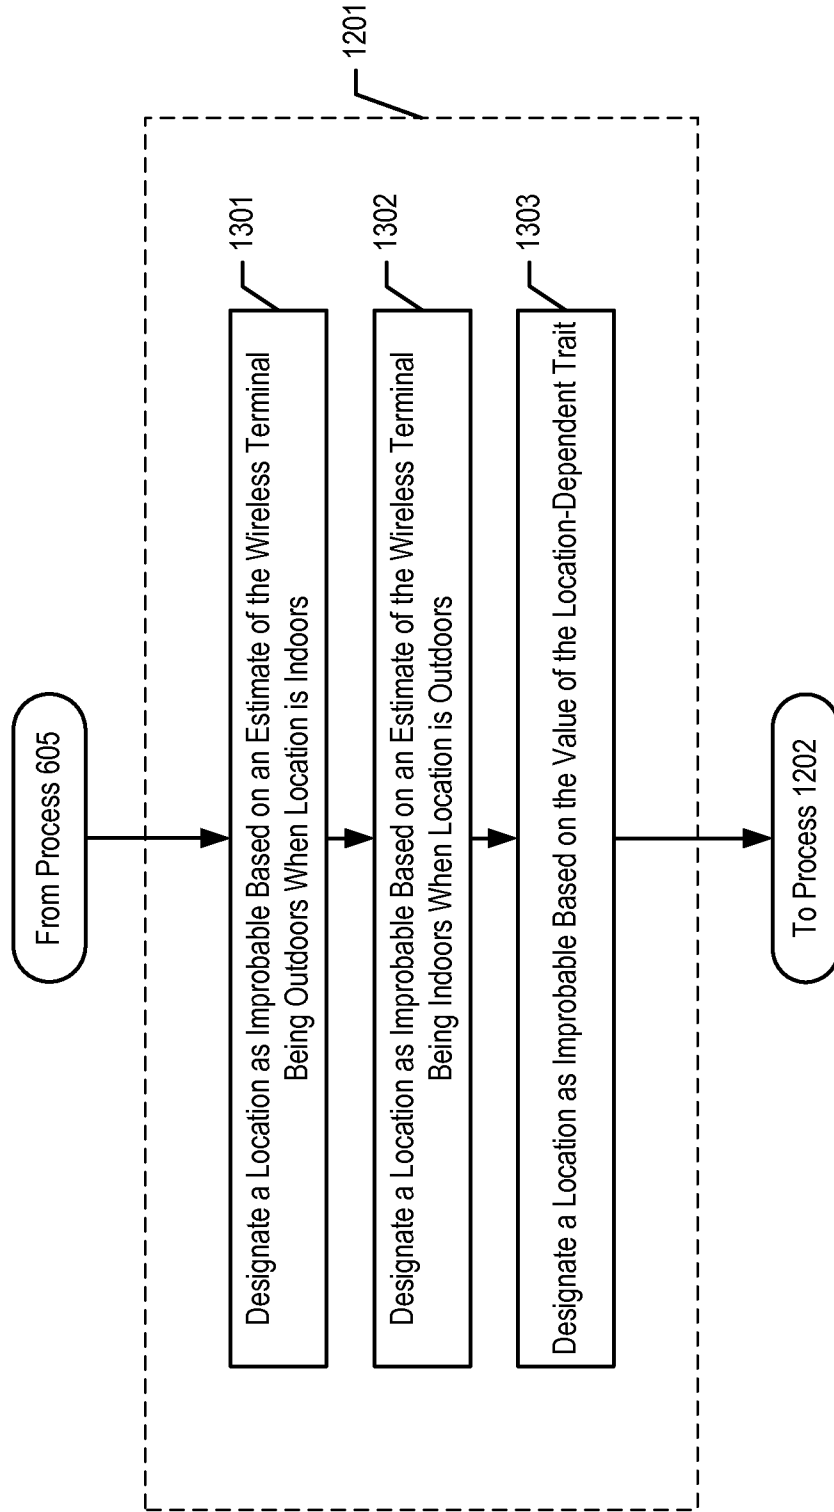 From Process 605
1201
1301
Designate a Location as Improbable Based on an Estimate of the Wireless Terminal
Being Outdoors When Location is Indoors
1302
Designate a Location as Improbable Based on an Estimate of the Wireless Terminal
Being Indoors When Location is Outdoors
1303
Designate a Location as Improbable Based on the Value of the Location-Dependent Trait
To Process 1202